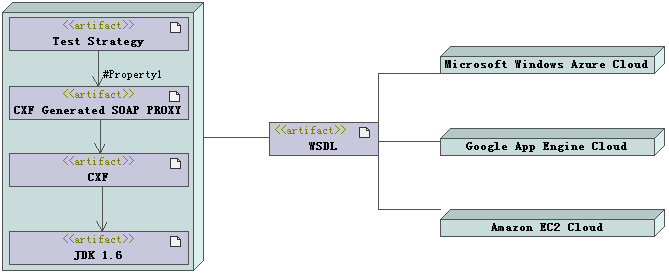 <<artifact>>
Test Strategy
#Property1
<<artifact>>
CXF Generated SOAP PROXY
<<artifact>>
CXF
<<artifact>>
JDK 1.6
<<artifact>>
WSDL
Microsoft Windows Azure Cloud
Google App Engine Cloud
Amazon EC2 Cloud